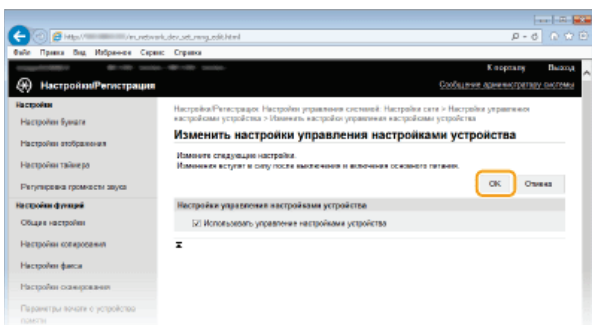 http://
/m_network_dev_set_mng_edit.html
Файл Правка Вид Избранное Сервис Справка
К порталу Выход
Настройки/Регистрация
Сообщение администратору системы
Настройки
Настройки бумаги
Настройки отображения
Настройки таймера
Регулировка громкости звука
Настройки функций
Общие настройки
Настройки копирования
Настройки факса
Настройки сканирования
Параметры печати с устройства
памяти
Настройки/Регистрация: Настройки управления системой: Настройки сети > Настройки управления
настройками устройства > Изменить настройки управления настройками устройства
Изменить настройки управления настройками устройства
Измените следующие настройки.
Изменения вступят в силу после выключения и включения основного питания.
OK Отмена
Настройки управления настройками устройства
Использовать управление настройками устройства